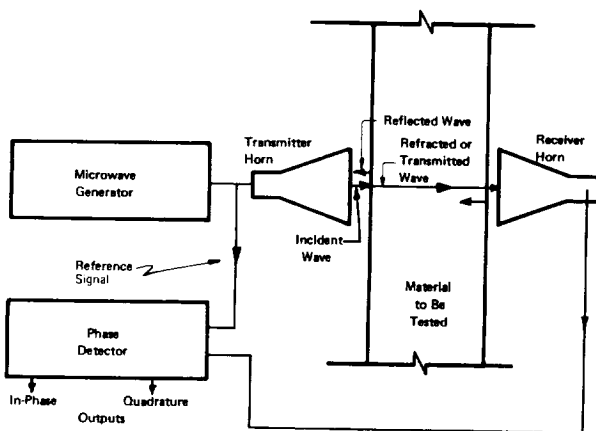 Reflected Wave
Transmitter
Horn
Refracted or
Transmitted
Wave
Receiver
Horn
Microwave
Generator
Incident
Wave
Reference
Signal
Material
to Be
Tested
Phase
Detector
In-Phase
Quadrature
Outputs